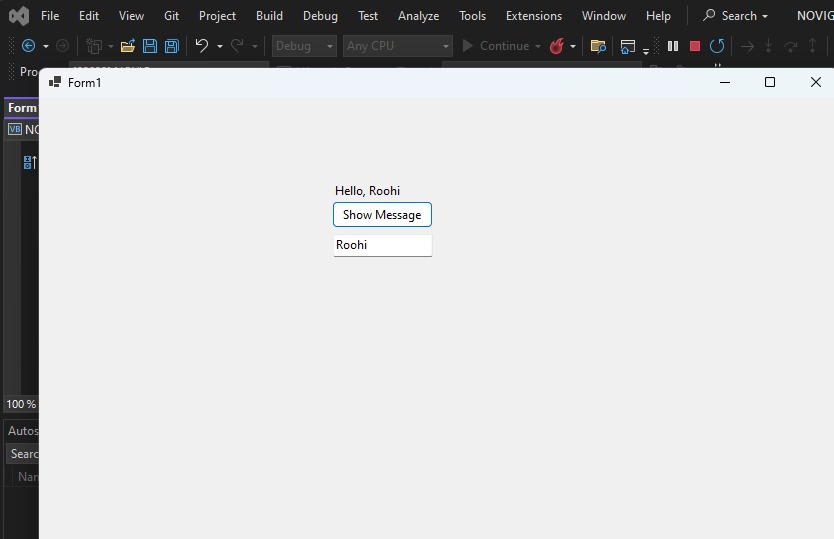 File Edit View Git Project Build Debug Test Analyze Tools Extensions Window Help Search NOVIG
Debug Any CPU Continue
Pro
Form1
Form
VB NO
Hello, Roohi
Show Message
Roohi
100 %
Autos
Searc
Nan